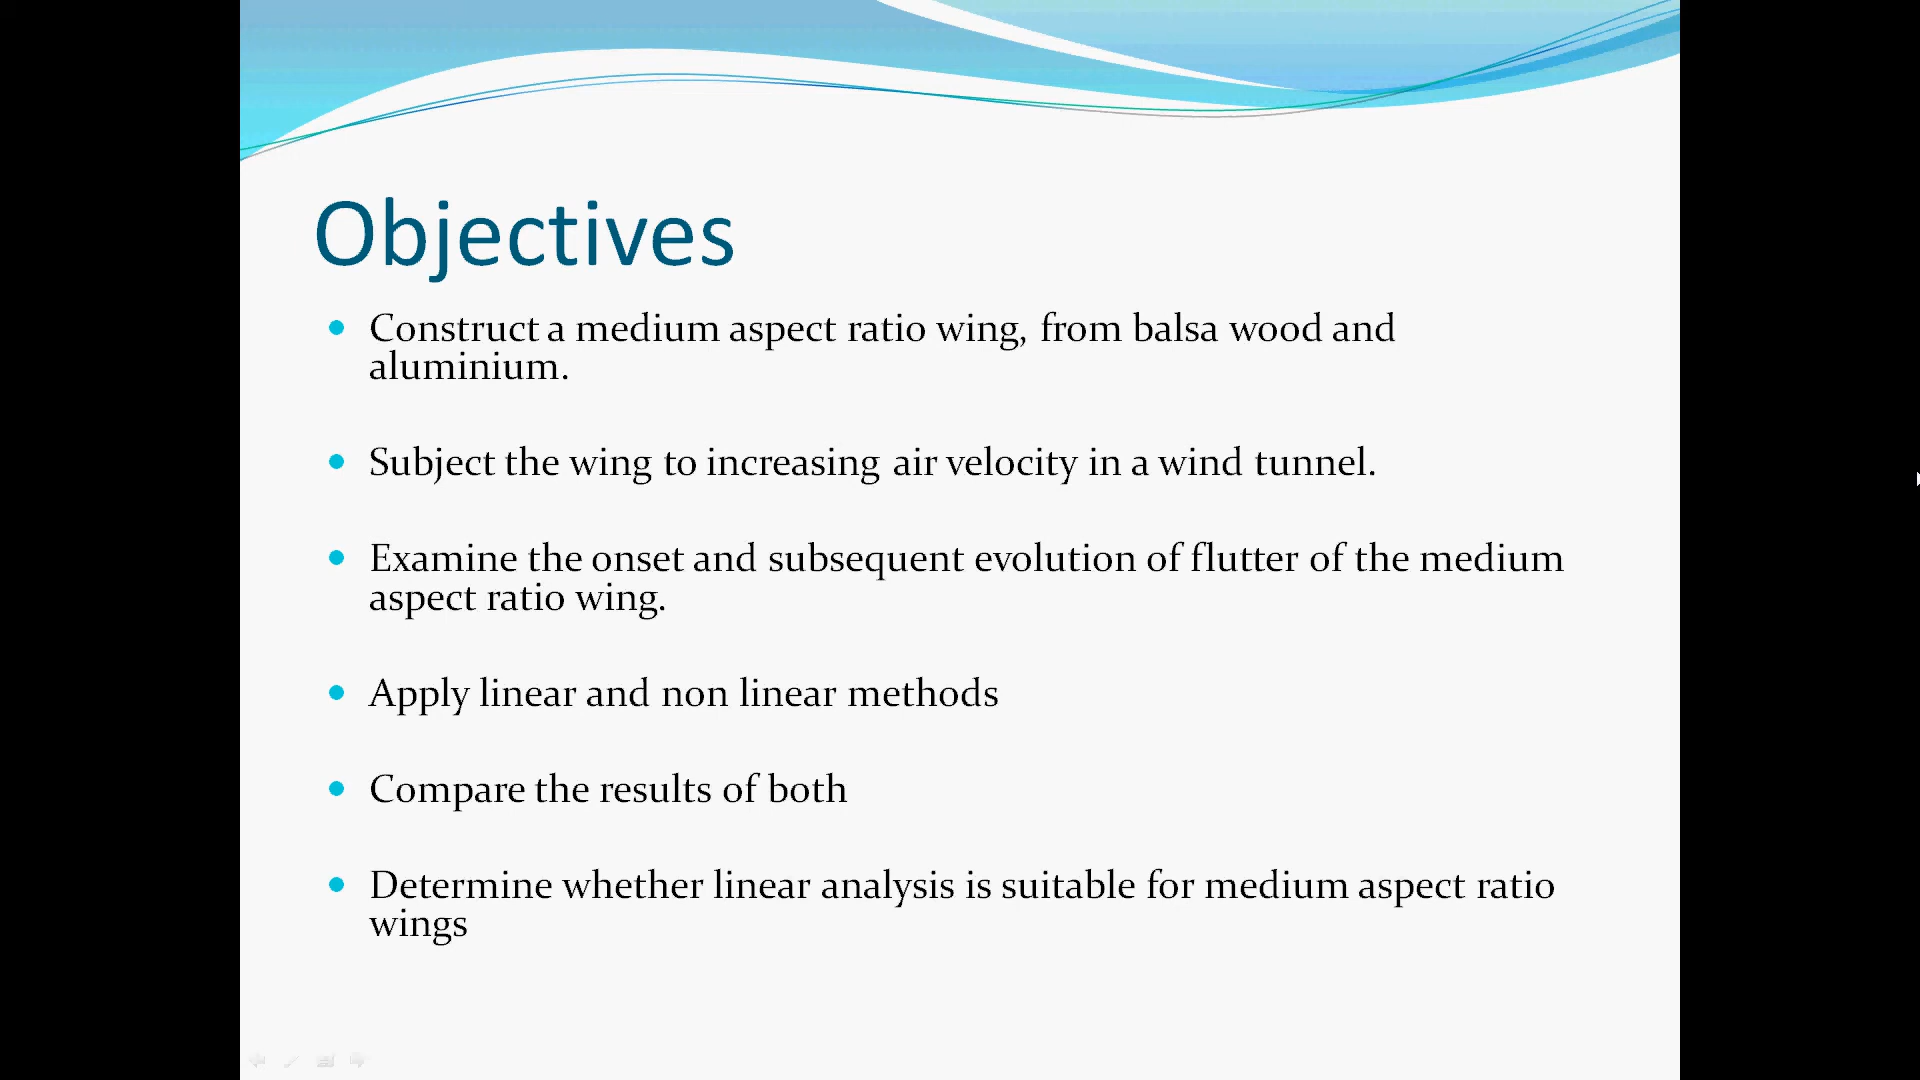 Objectives
• Construct a medium aspect ratio wing, from balsa wood and
aluminium.
• Subject the wing to increasing air velocity in a wind tunnel.
• Examine the onset and subsequent evolution of flutter of the medium
aspect ratio wing.
• Apply linear and non linear methods
• Compare the results of both
• Determine whether linear analysis is suitable for medium aspect ratio
wings